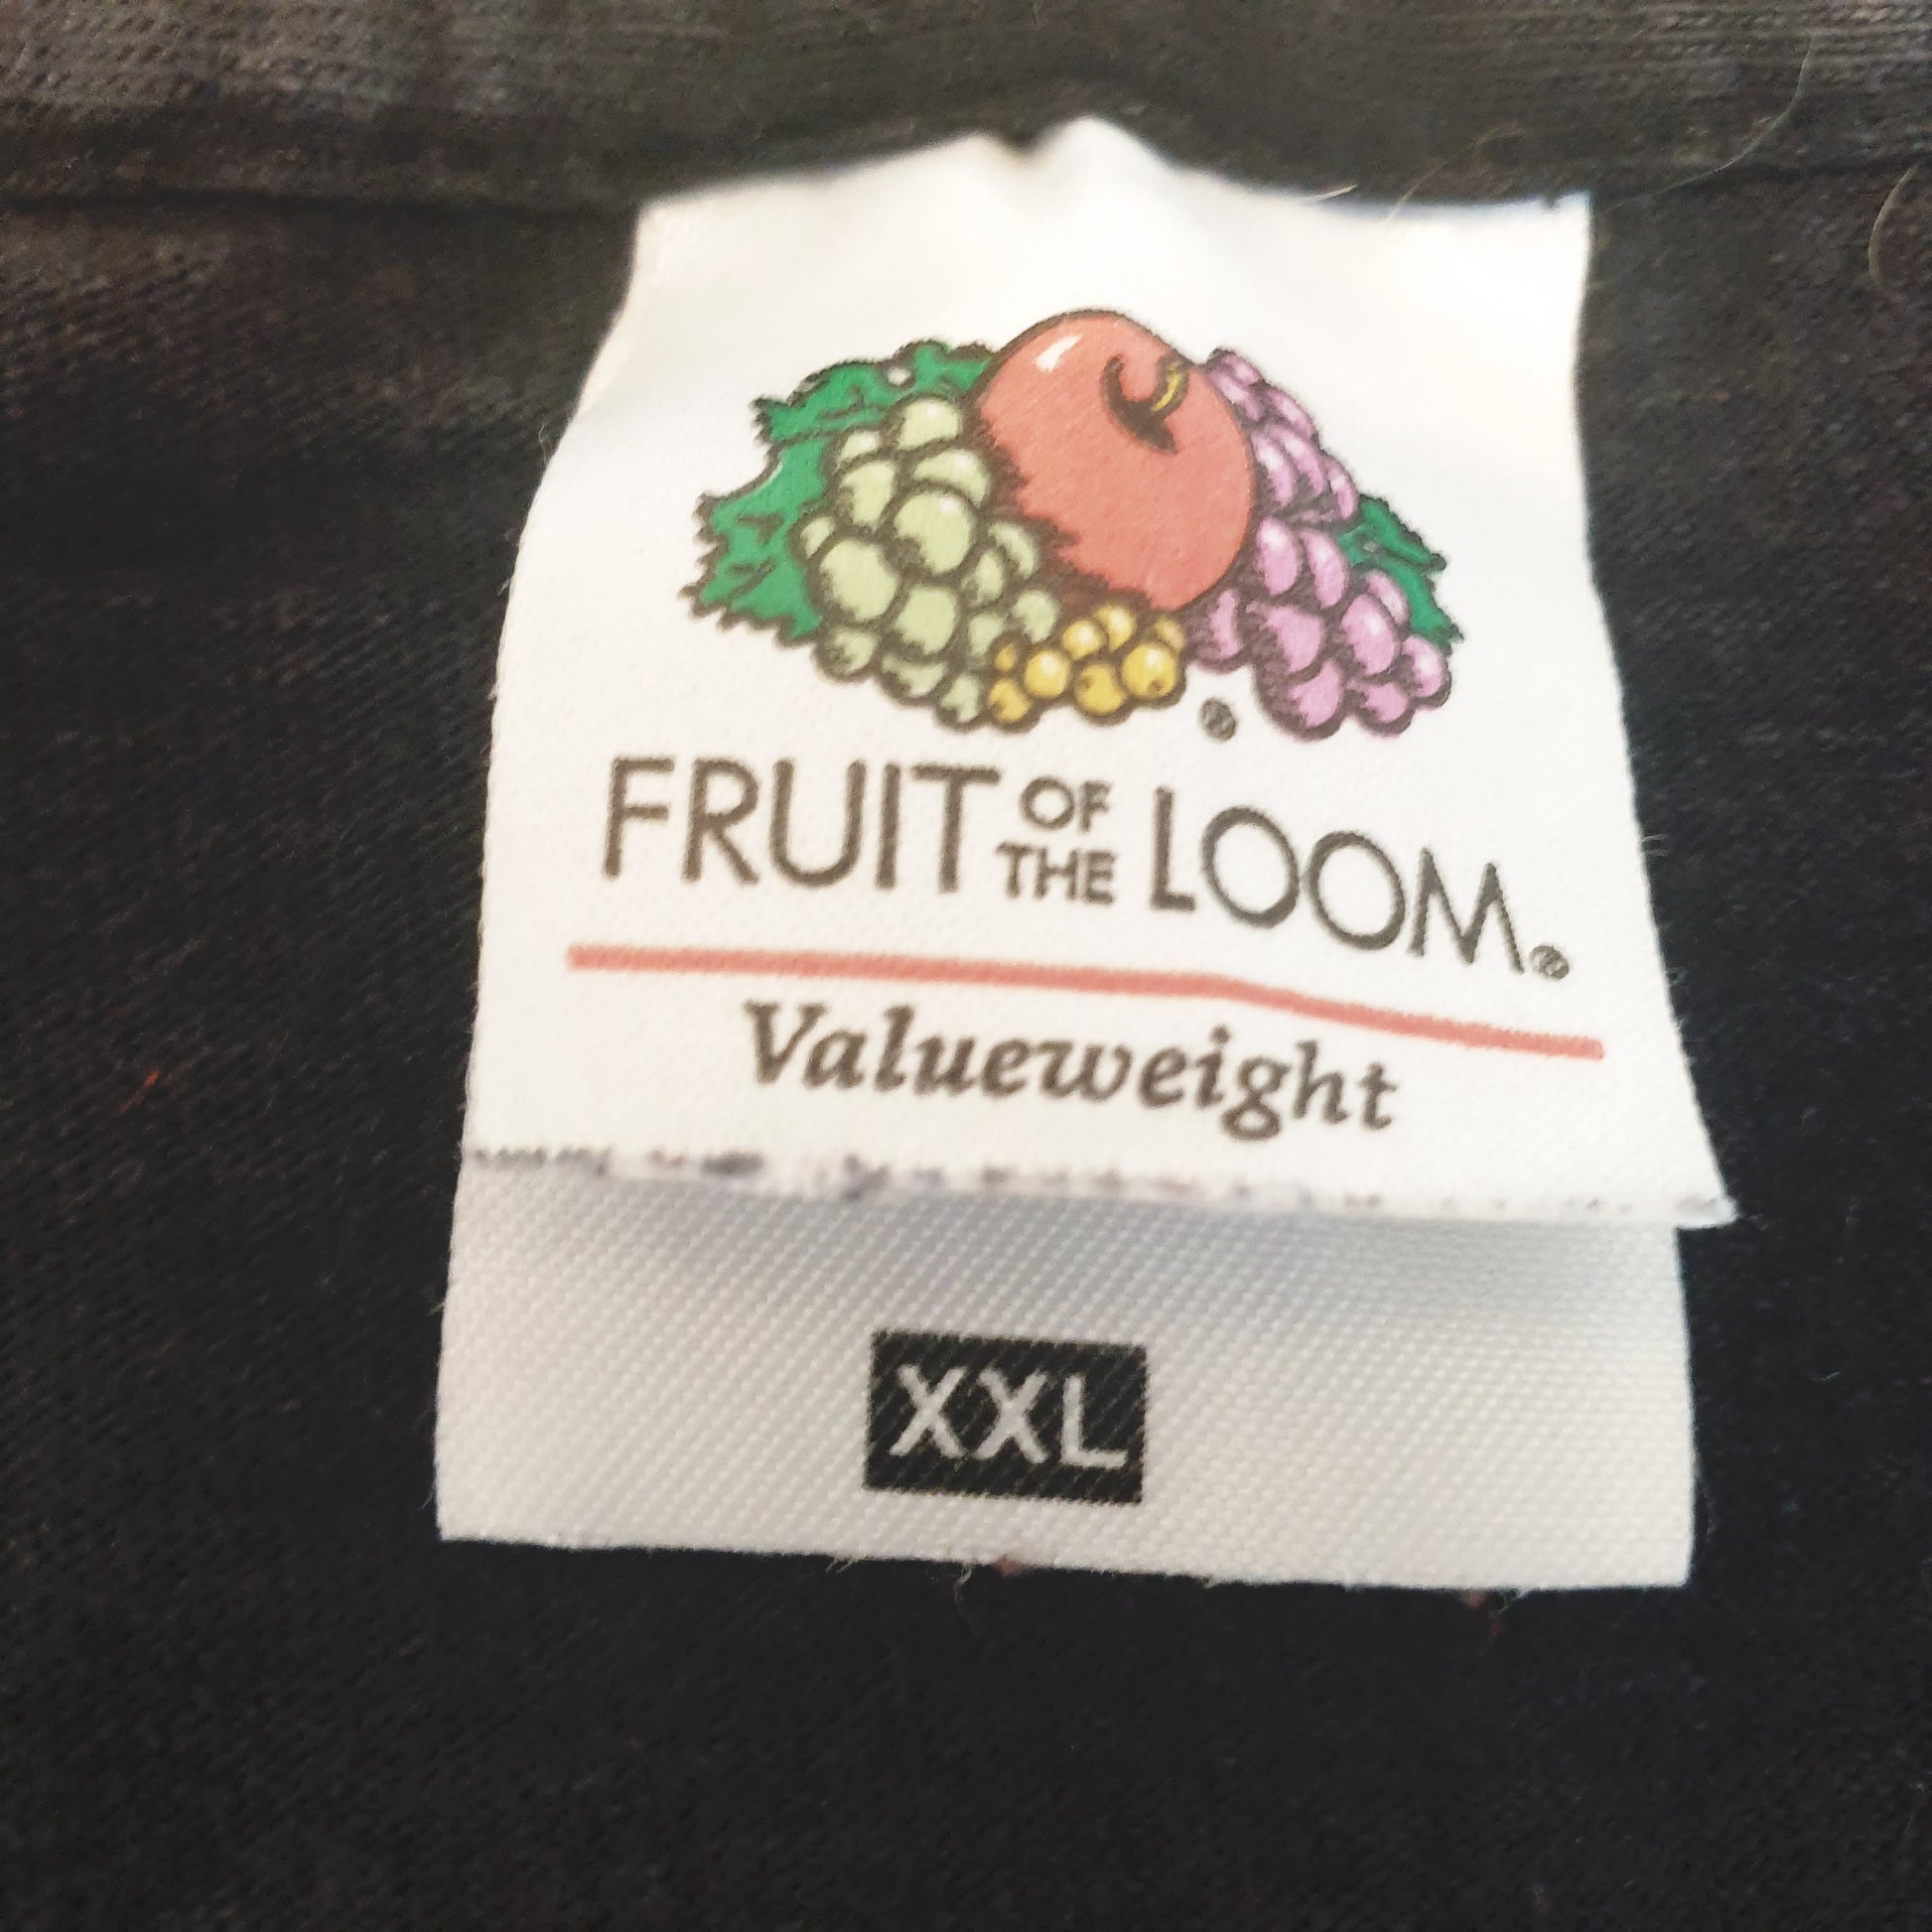 FRUIT OF THE LOOM®
Valueweight
XXL